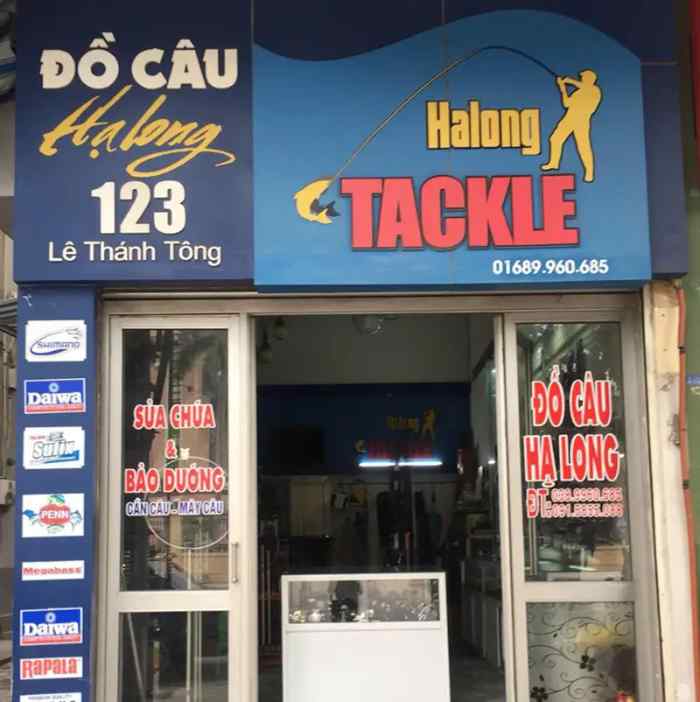 ĐỒ CÂU
Hạlong
123
Lê Thánh Tông
Halong
TACKLE
01689.960.685
SHIMANO
DAIWA
Sufix
PENN
Megabass
DAIWA
RAPALA
SỬA CHỮA
&
BẢO DƯỠNG
CẦN CÂU - MÁY CÂU
Halong
ĐỒ CÂU
HẠ LONG
ĐT: